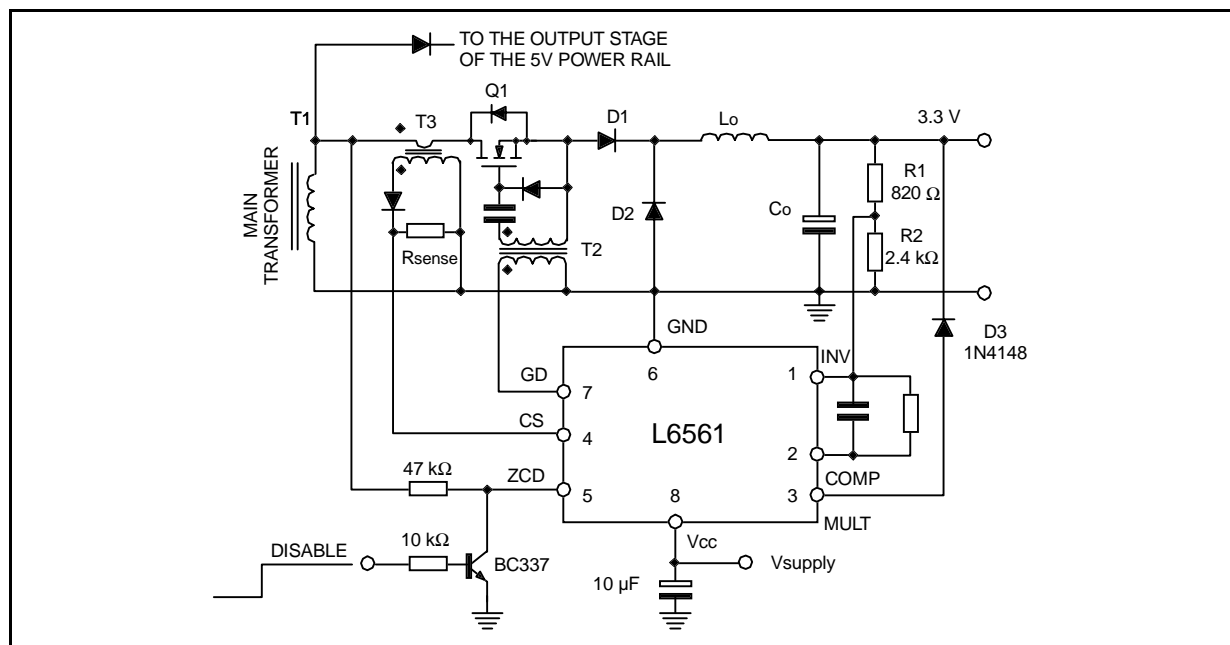 TO THE OUTPUT STAGE
OF THE 5V POWER RAIL
Q1
T1
T3
D1
Lo
3.3 V
MAIN
TRANSFORMER
R1
820 Ω
D2
Co
Rsense
T2
R2
2.4 kΩ
GND
D3
1N4148
INV
6
1
GD
7
CS
L6561
4
2
47 kΩ
ZCD
COMP
5
8
3
MULT
DISABLE
10 kΩ
BC337
Vcc
Vsupply
10 µF